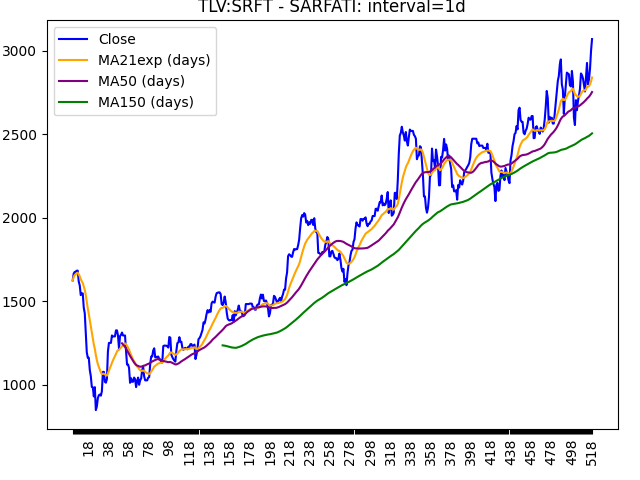 TLV:SRFT - SARFATI: interval=1d
Close
MA21exp (days)
MA50 (days)
MA150 (days)
3000
2500
2000
1500
1000
18 38 58 78 98 118 138 158 178 198 218 238 258 278 298 318 338 358 378 398 418 438 458 478 498 518